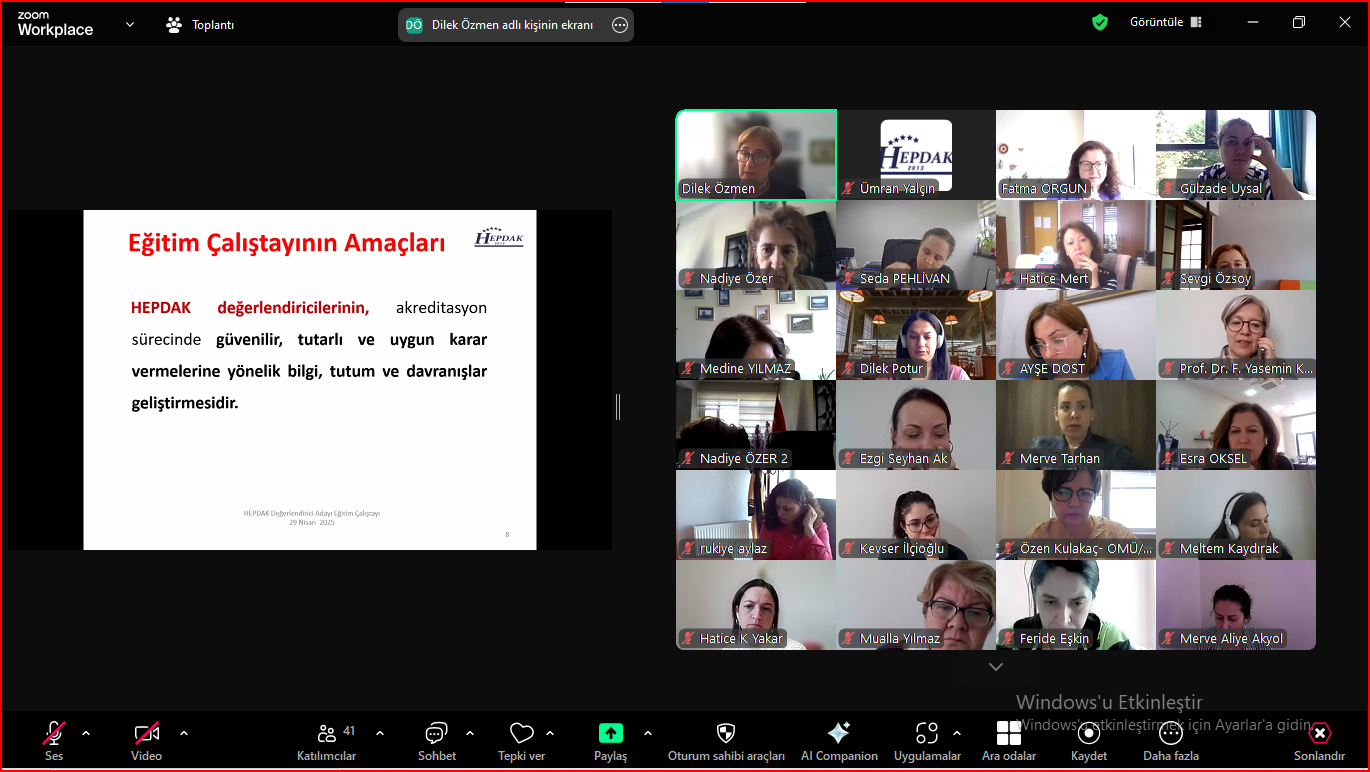 zoom
Workplace
Toplantı
DÖ Dilek Özmen adlı kişinin ekranı
Görüntüle
Eğitim Çalıştayının Amaçları
HEPDAK
2013
HEPDAK değerlendiricilerinin, akreditasyon
sürecinde güvenilir, tutarlı ve uygun karar
vermelerine yönelik bilgi, tutum ve davranışlar
geliştirmesidir.
HEPDAK Değerlendirici Adayı Eğitim Çalıştayı
29 Nisan 2025
8
HEPDAK
2013
Dilek Özmen
Ümran Yalçın
Fatma ORGUN
Gülzade Uysal
Nadiye Özer
Seda PEHLİVAN
Hatice Mert
Sevgi Özsoy
Medine YILMAZ
Dilek Potur
AYŞE DOST
Prof. Dr. F. Yasemin K...
Nadiye ÖZER 2
Ezgi Seyhan Ak
Merve Tarhan
Esra OKSEL
rukiye aylaz
Kevser İlçioğlu
Özen Kulakaç- OMÜ/...
Meltem Kaydırak
Hatice K Yakar
Mualla Yılmaz
Feride Eşkin
Merve Aliye Akyol
Windows'u Etkinleştir
Windows'u etkinleştirmek için Ayarlar'a gidin.
Ses
Video
41
Katılımcılar
Sohbet
Tepki ver
Paylaş
Oturum sahibi araçları
AI Companion
Uygulamalar
Ara odalar
Kaydet
Daha fazla
Sonlandır